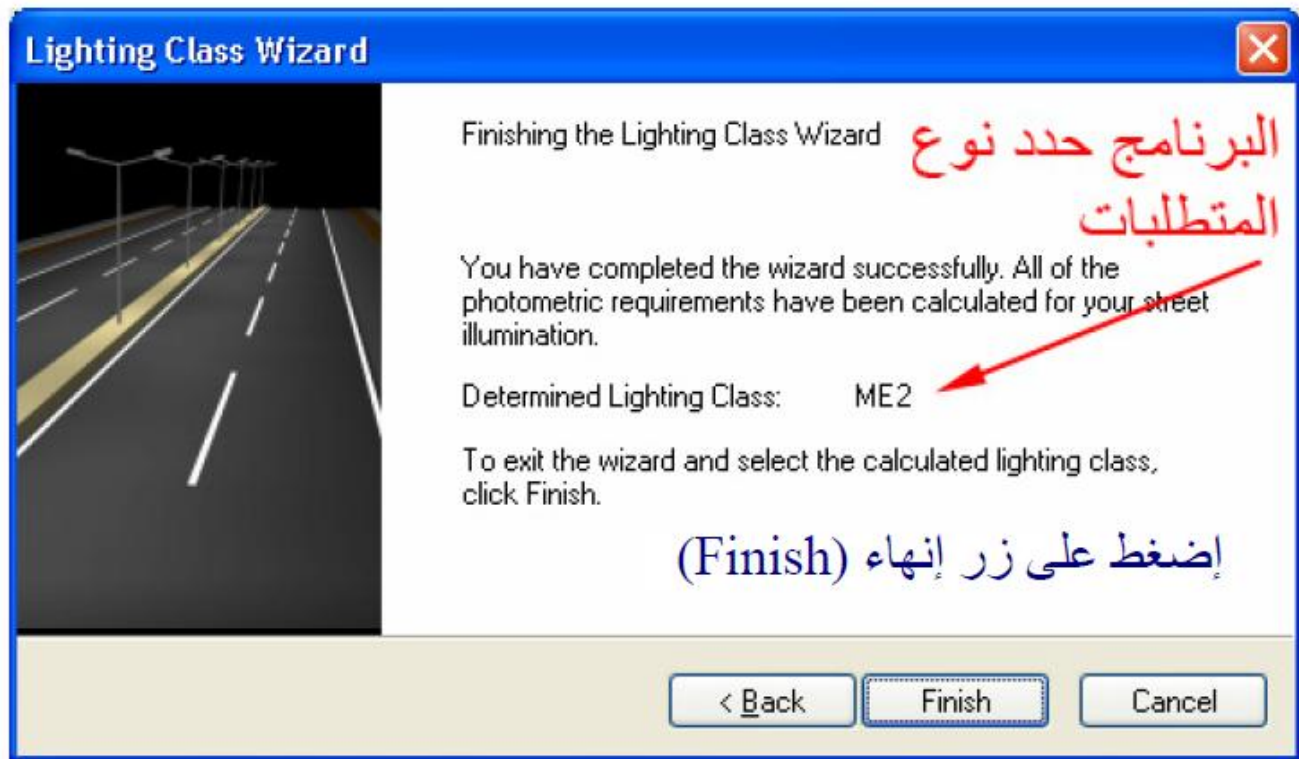 Lighting Class Wizard
Finishing the Lighting Class Wizard
البرنامج حدد نوع
المتطلبات
You have completed the wizard successfully. All of the
photometric requirements have been calculated for your street
illumination.
Determined Lighting Class: ME2
To exit the wizard and select the calculated lighting class,
click Finish.
إضغط على زر إنهاء (Finish)
< Back Finish Cancel